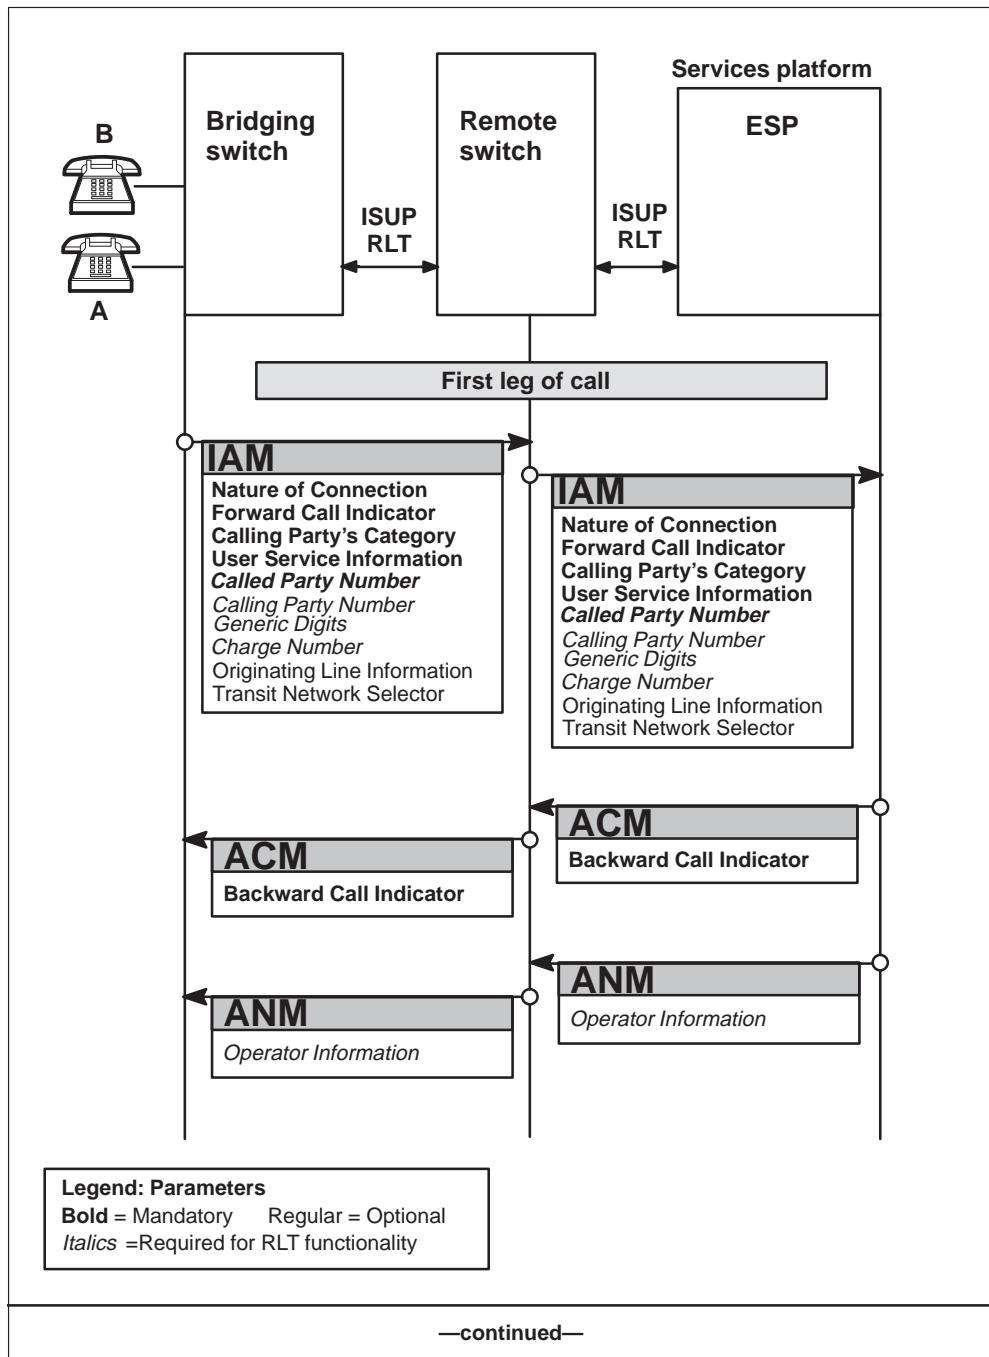 Services platform
Bridging
switch
Remote
switch
ESP
B
A
ISUP
RLT
ISUP
RLT
First leg of call
IAM
Nature of Connection
Forward Call Indicator
Calling Party's Category
User Service Information
Called Party Number
Calling Party Number
Generic Digits
Charge Number
Originating Line Information
Transit Network Selector
IAM
Nature of Connection
Forward Call Indicator
Calling Party's Category
User Service Information
Called Party Number
Calling Party Number
Generic Digits
Charge Number
Originating Line Information
Transit Network Selector
ACM
Backward Call Indicator
ACM
Backward Call Indicator
ANM
Operator Information
ANM
Operator Information
Legend: Parameters
Bold = Mandatory Regular = Optional
Italics =Required for RLT functionality
—continued—